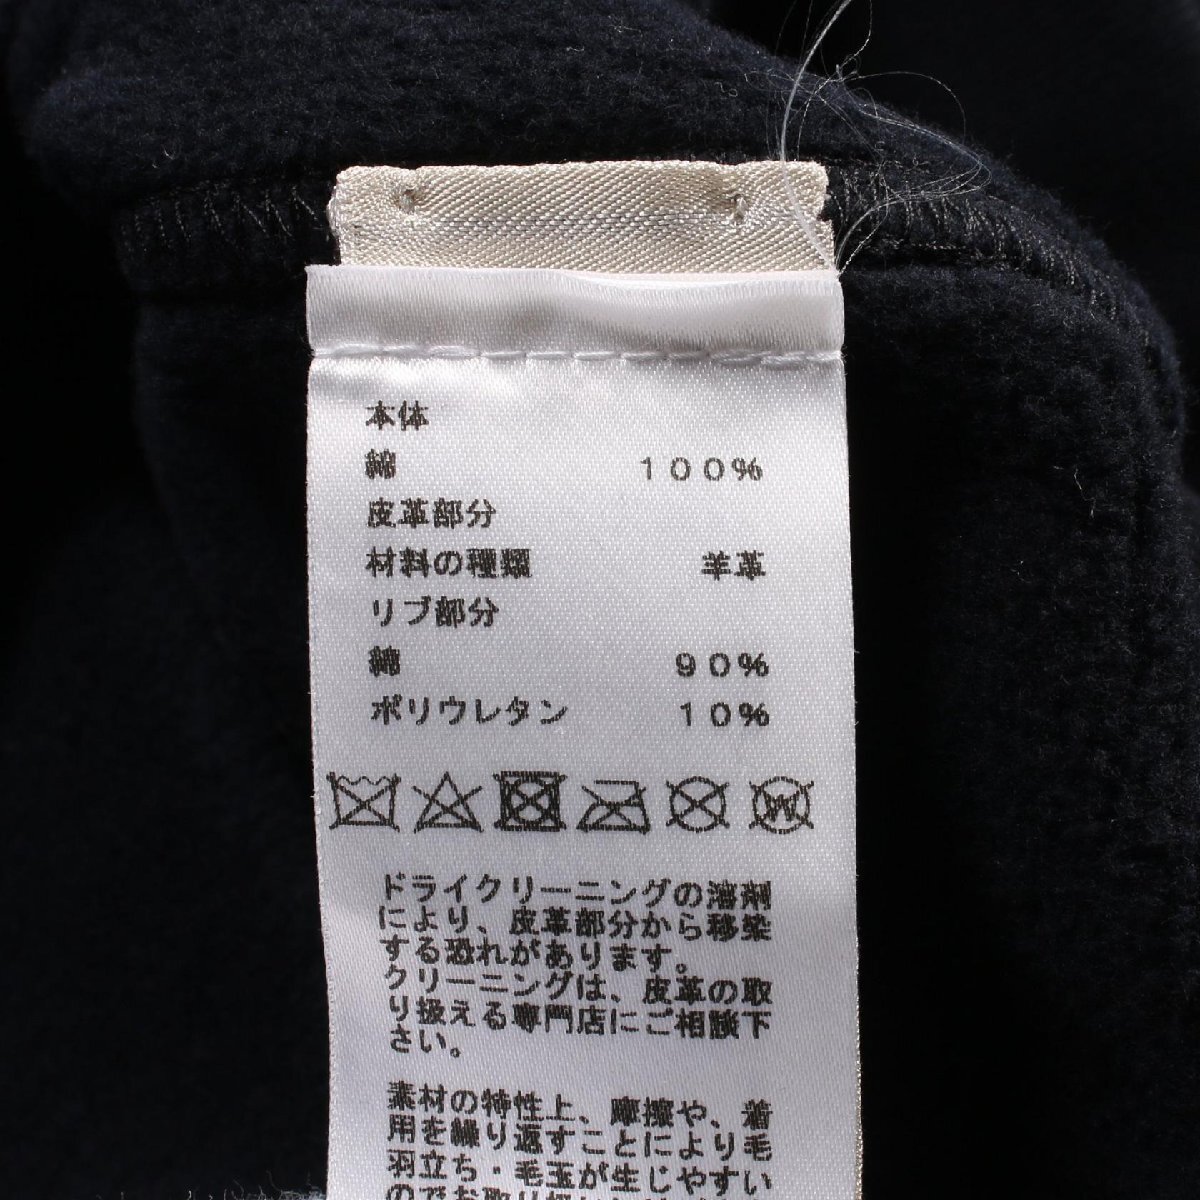 本体
綿 100%
皮革部分
材料の種類 羊革
リブ部分
綿 90%
ポリウレタン 10%
W
ドライクリーニングの溶剤
により、皮革部分から移染
する恐れがあります。
クリーニングは、皮革の取
り扱える専門店にご相談下
さい。
素材の特性上、摩擦や、着
用を繰り返すことにより毛
羽立ち・毛玉が生じやすい
のでお取り